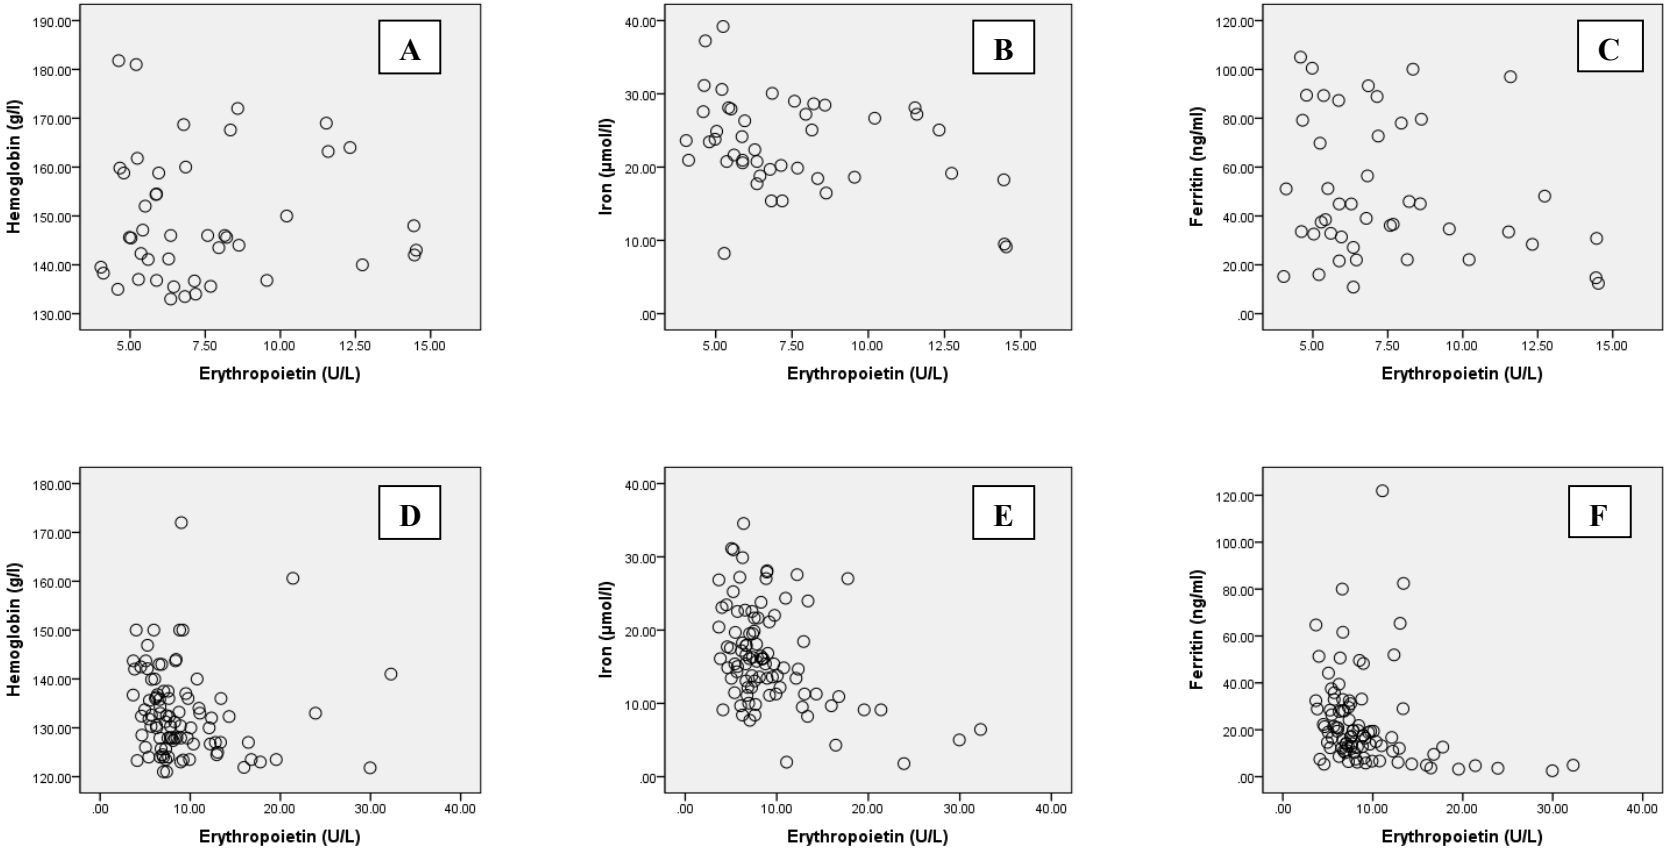 190.00
180.00
170.00
160.00
150.00
140.00
130.00
5.00 7.50 10.00 12.50 15.00
Hemoglobin (g/l)
Erythropoietin (U/L)
A
40.00
30.00
20.00
10.00
.00
5.00 7.50 10.00 12.50 15.00
Iron (µmol/l)
Erythropoietin (U/L)
B
120.00
100.00
80.00
60.00
40.00
20.00
.00
5.00 7.50 10.00 12.50 15.00
Ferritin (ng/ml)
Erythropoietin (U/L)
C
180.00
170.00
160.00
150.00
140.00
130.00
120.00
.00 10.00 20.00 30.00 40.00
Hemoglobin (g/l)
Erythropoietin (U/L)
D
40.00
30.00
20.00
10.00
.00
.00 10.00 20.00 30.00 40.00
Iron (µmol/l)
Erythropoietin (U/L)
E
120.00
100.00
80.00
60.00
40.00
20.00
.00
.00 10.00 20.00 30.00 40.00
Ferritin (ng/ml)
Erythropoietin (U/L)
F